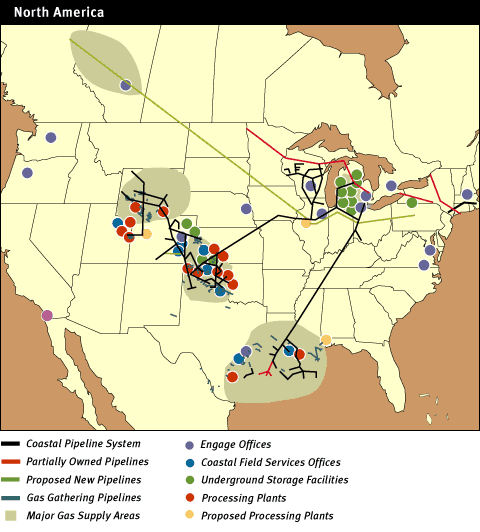 North America
Coastal Pipeline System
Partially Owned Pipelines
Proposed New Pipelines
Gas Gathering Pipelines
Major Gas Supply Areas
Engage Offices
Coastal Field Services Offices
Underground Storage Facilities
Processing Plants
Proposed Processing Plants